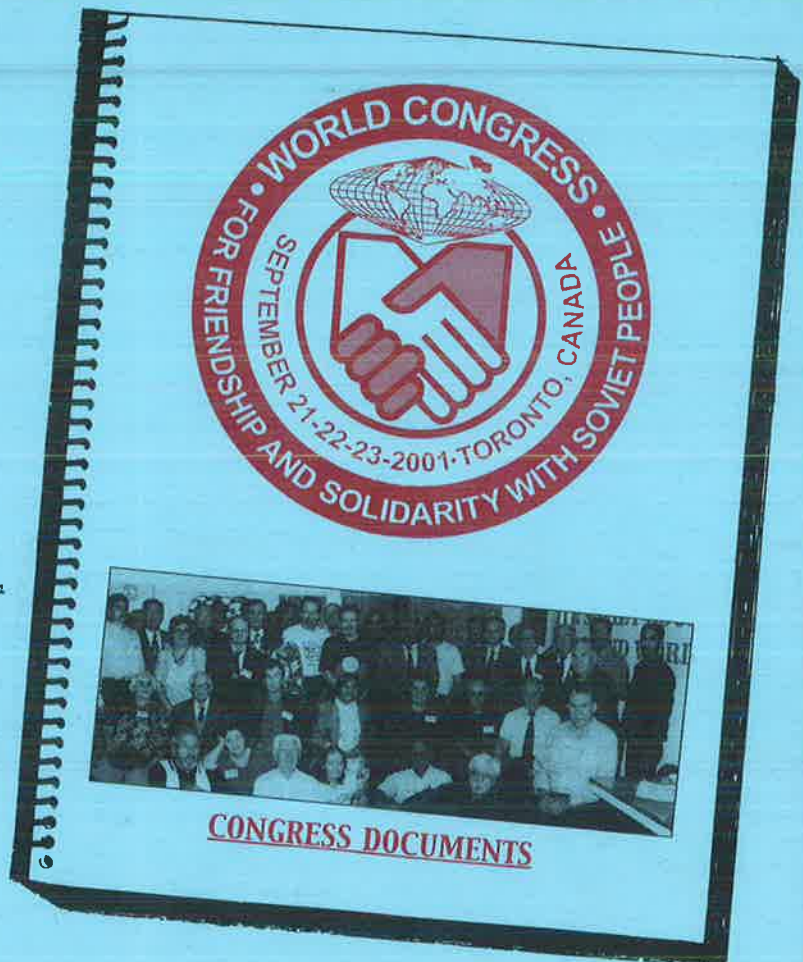 • WORLD CONGRESS •
FOR FRIENDSHIP AND SOLIDARITY WITH SOVIET PEOPLE
SEPTEMBER 21-22-23-2001·TORONTO, CANADA
CONGRESS DOCUMENTS